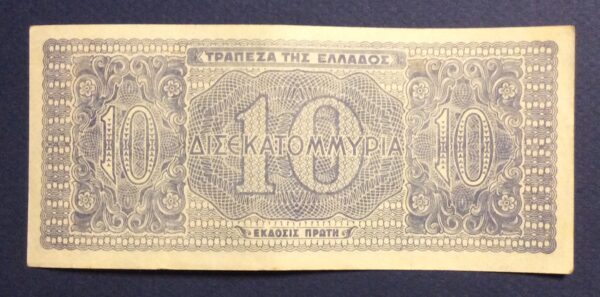 ΤΡΑΠΕΖΑ ΤΗΣ ΕΛΛΑΔΟΣ
10 10 10
ΔΙΣΕΚΑΤΟΜΜΥΡΙΑ
ΕΚΔΟΣΙΣ ΠΡΩΤΗ